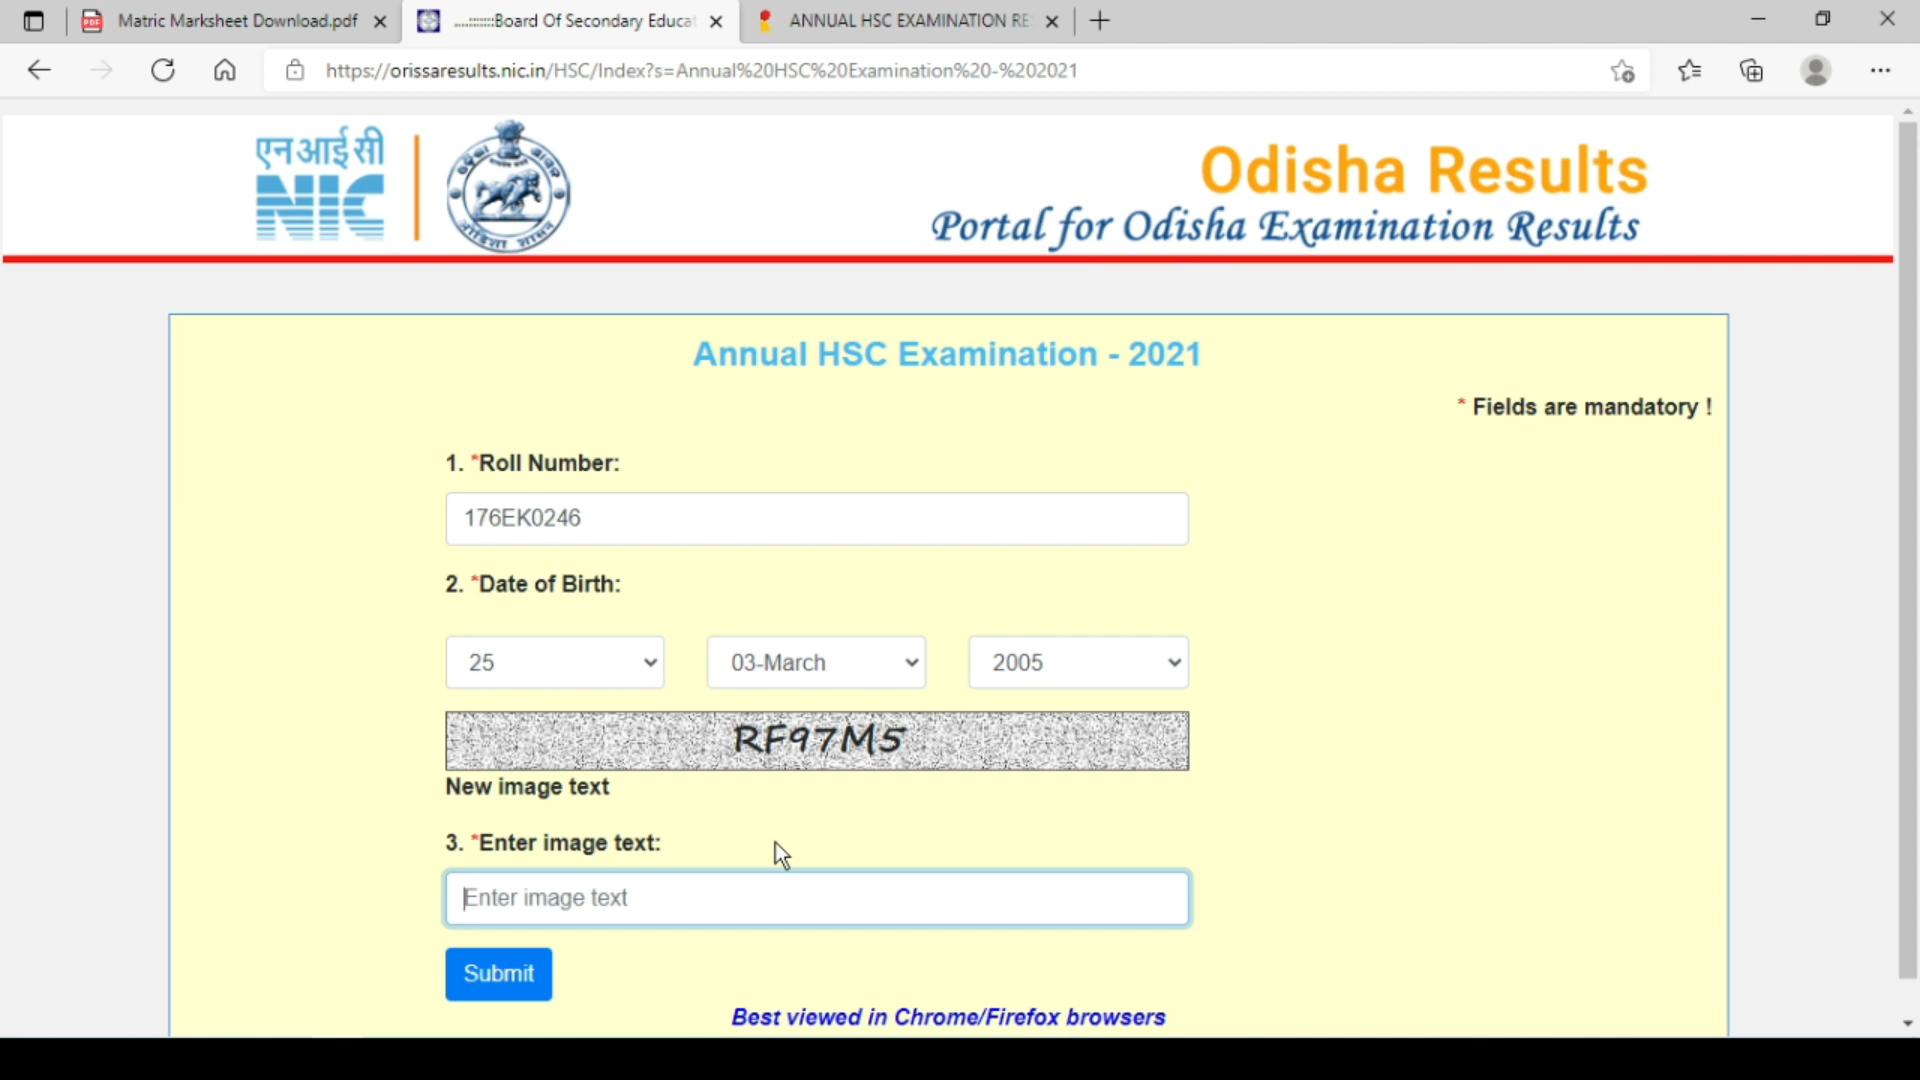 Matric Marksheet Download.pdf
....:::::::Board Of Secondary Educat
ANNUAL HSC EXAMINATION RE
https://orissaresults.nic.in/HSC/Index?s=Annual%20HSC%20Examination%20-%202021
एन आई सी
NIC
Odisha Results
Portal for Odisha Examination Results
Annual HSC Examination - 2021
* Fields are mandatory !
1. *Roll Number:
176EK0246
2. *Date of Birth:
25 03-March 2005
RF97M5
New image text
3. *Enter image text:
Enter image text
Submit
Best viewed in Chrome/Firefox browsers